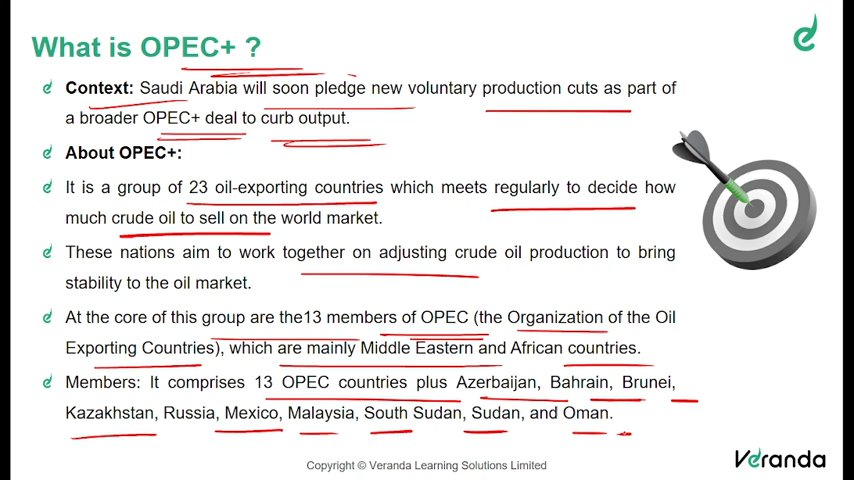 What is OPEC+ ?
Context: Saudi Arabia will soon pledge new voluntary production cuts as part of
a broader OPEC+ deal to curb output.
About OPEC+:
It is a group of 23 oil-exporting countries which meets regularly to decide how
much crude oil to sell on the world market.
These nations aim to work together on adjusting crude oil production to bring
stability to the oil market.
At the core of this group are the13 members of OPEC (the Organization of the Oil
Exporting Countries), which are mainly Middle Eastern and African countries.
Members: It comprises 13 OPEC countries plus Azerbaijan, Bahrain, Brunei,
Kazakhstan, Russia, Mexico, Malaysia, South Sudan, Sudan, and Oman.
Copyright © Veranda Learning Solutions Limited
Veranda